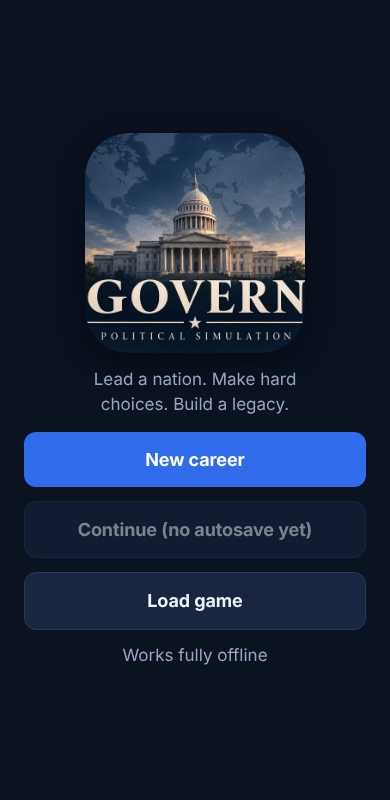 GOVERN
POLITICAL SIMULATION
Lead a nation. Make hard
choices. Build a legacy.
New career
Continue (no autosave yet)
Load game
Works fully offline